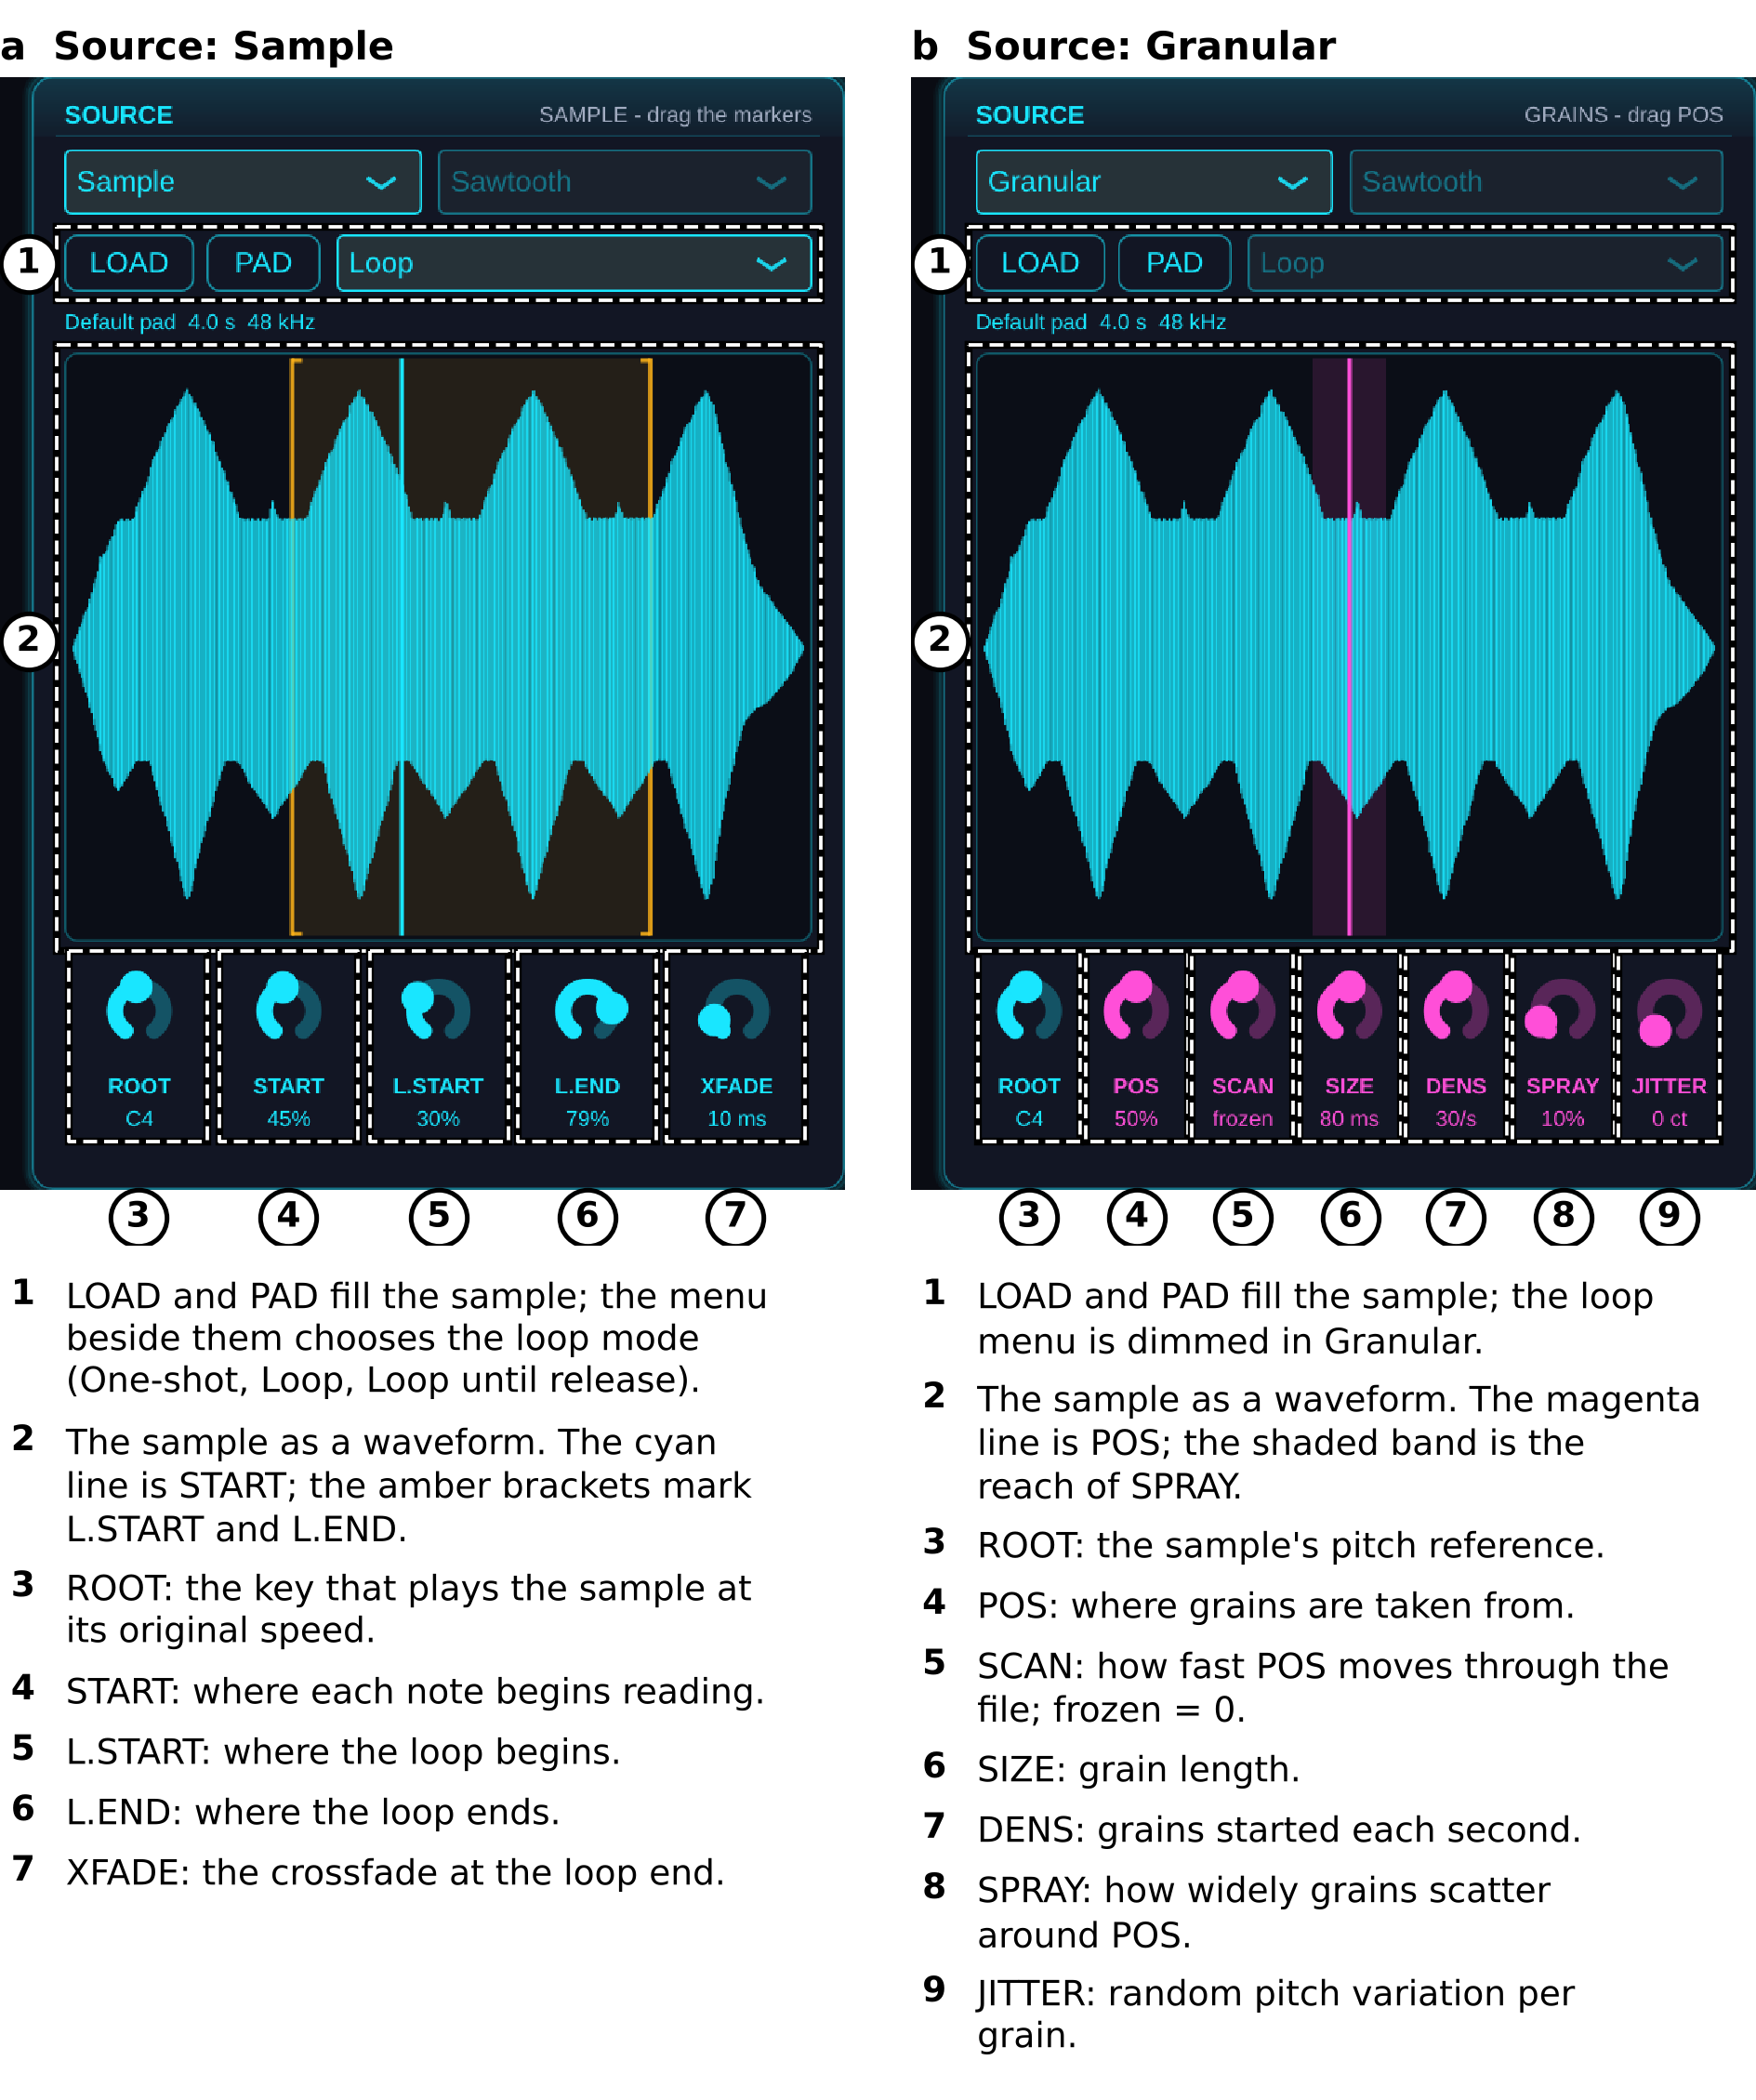 a Source: Sample
SOURCE
SAMPLE - drag the markers
Sample
Sawtooth
1
LOAD
PAD
Loop
Default pad 4.0 s 48 kHz
2
ROOT
START
L.START
L.END
XFADE
C4
45%
30%
79%
10 ms
3
4
5
6
7
1 LOAD and PAD fill the sample; the menu
beside them chooses the loop mode
(One-shot, Loop, Loop until release).
2 The sample as a waveform. The cyan
line is START; the amber brackets mark
L.START and L.END.
3 ROOT: the key that plays the sample at
its original speed.
4 START: where each note begins reading.
5 L.START: where the loop begins.
6 L.END: where the loop ends.
7 XFADE: the crossfade at the loop end.
b Source: Granular
SOURCE
GRAINS - drag POS
Granular
Sawtooth
1
LOAD
PAD
Loop
Default pad 4.0 s 48 kHz
2
ROOT
POS
SCAN
SIZE
DENS
SPRAY
JITTER
C4
50%
frozen
80 ms
30/s
10%
0 ct
3
4
5
6
7
8
9
1 LOAD and PAD fill the sample; the loop
menu is dimmed in Granular.
2 The sample as a waveform. The magenta
line is POS; the shaded band is the
reach of SPRAY.
3 ROOT: the sample's pitch reference.
4 POS: where grains are taken from.
5 SCAN: how fast POS moves through the
file; frozen = 0.
6 SIZE: grain length.
7 DENS: grains started each second.
8 SPRAY: how widely grains scatter
around POS.
9 JITTER: random pitch variation per
grain.